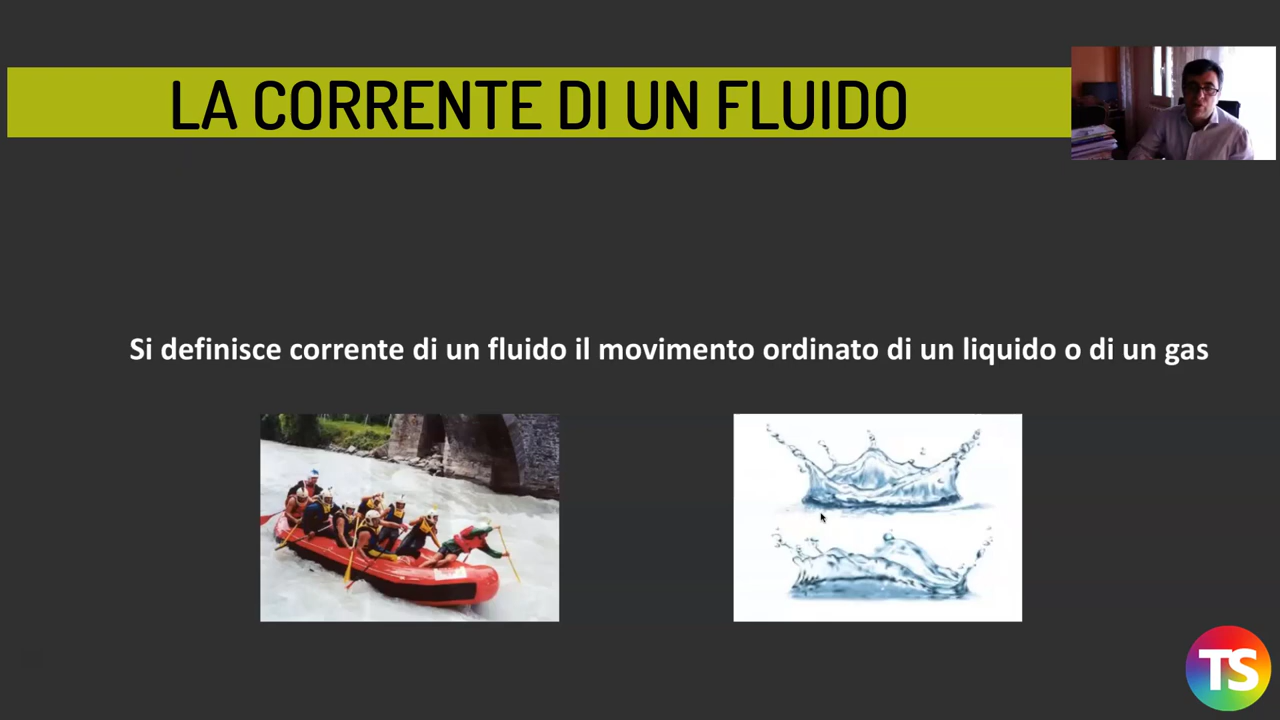 LA CORRENTE DI UN FLUIDO
Si definisce corrente di un fluido il movimento ordinato di un liquido o di un gas
TS